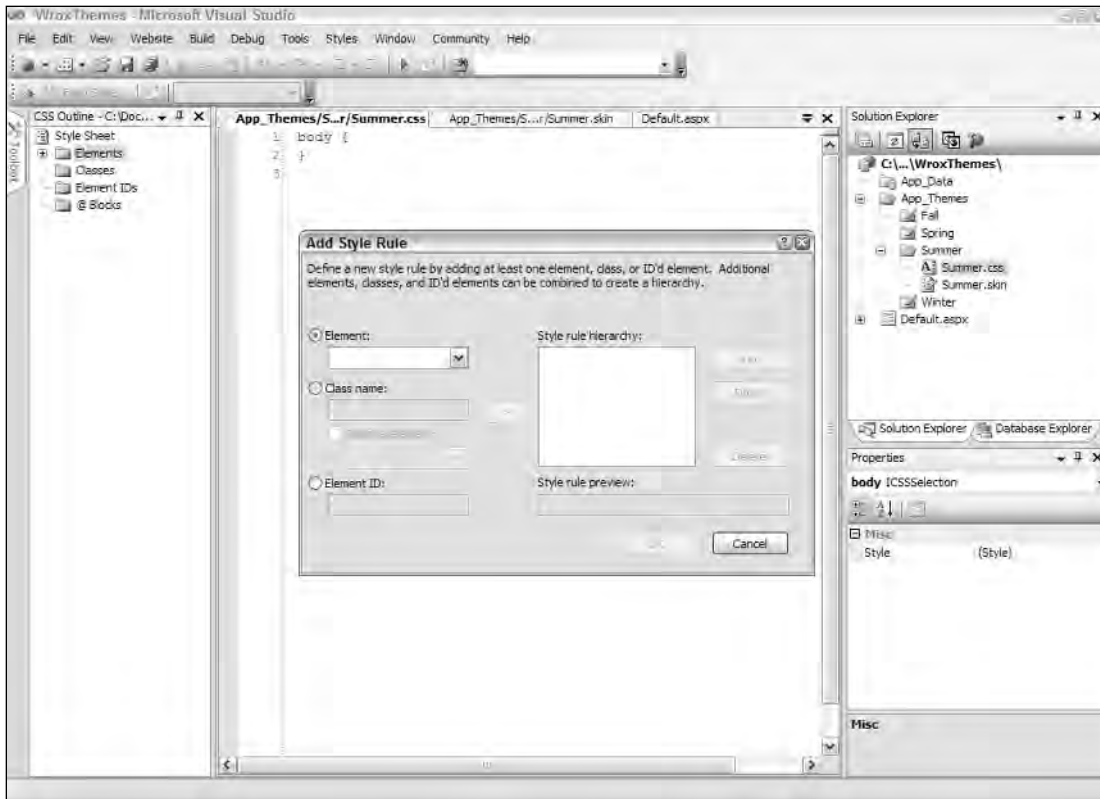 WroxThemes - Microsoft Visual Studio
File Edit View Website Build Debug Tools Styles Window Community Help
Toolbox
CSS Outline - C:\Doc...
Style Sheet
Elements
Classes
Element IDs
@ Blocks
App_Themes/S...r/Summer.css App_Themes/S...r/Summer.skin Default.aspx
1 body {
2 }
3
Add Style Rule
Define a new style rule by adding at least one element, class, or ID'd element. Additional
elements, classes, and ID'd elements can be combined to create a hierarchy.
Element:
Class name:
Element ID:
Style rule hierarchy:
Delete
Style rule preview:
Cancel
Solution Explorer
C:\...\WroxThemes\
App_Data
App_Themes
Fall
Spring
Summer
Summer.css
Summer.skin
Winter
Default.aspx
Solution Explorer Database Explorer
Properties
body ICSSSelection
Misc
Style (Style)
Misc